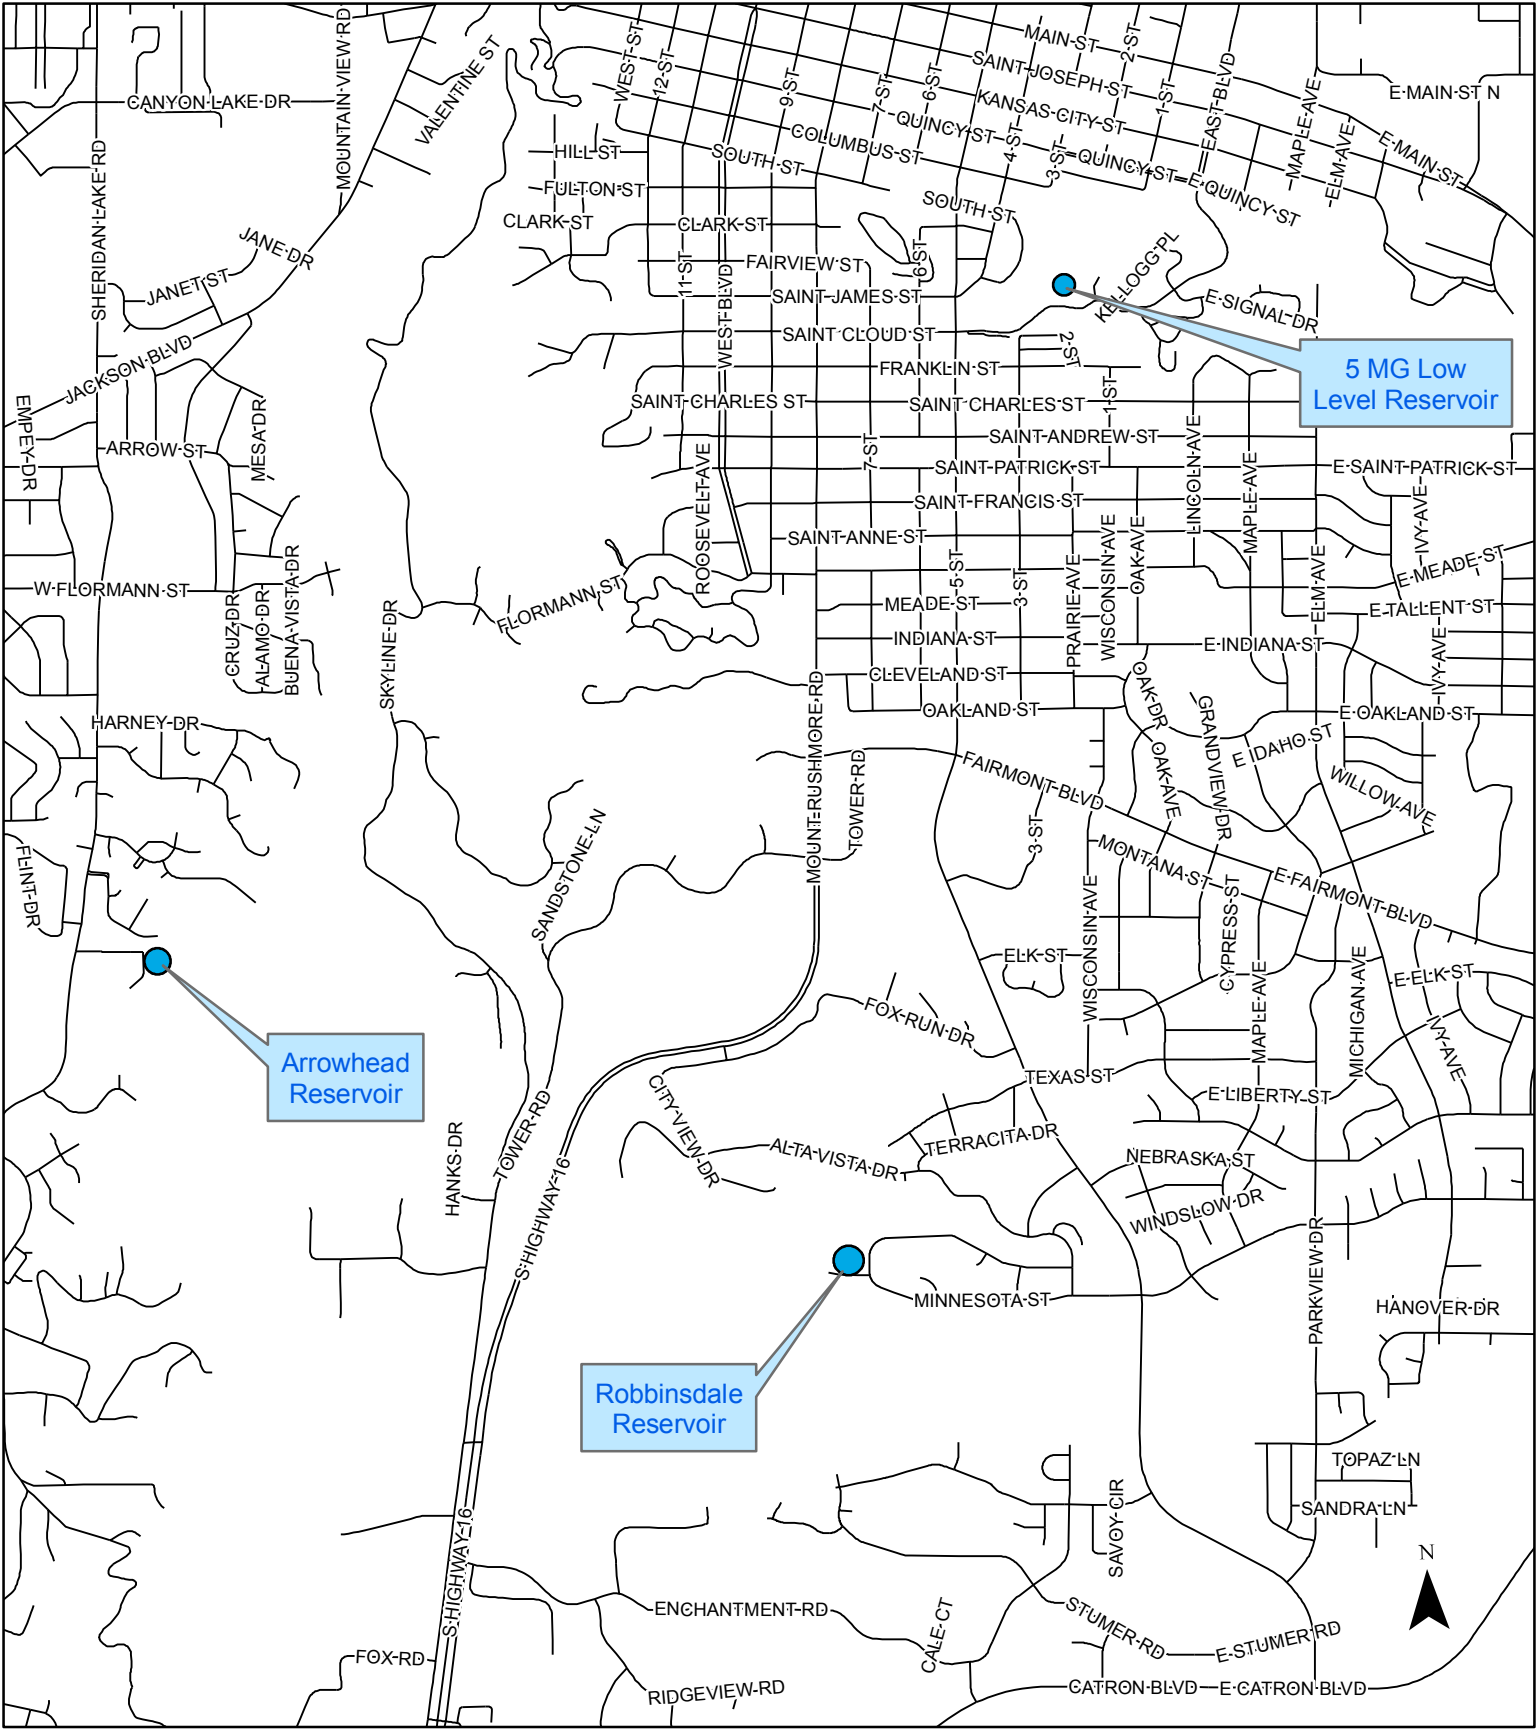 MAIN ST
2-ST
WEST-ST
12-ST
MOUNTAIN-VIEW-RD
VALENTINE ST
SAINT-JOSEPH-ST
9-ST
7-ST
6-ST
KANSAS-CITY-ST
1-ST
EAST-BLVD
E-MAIN-ST N
CANYON-LAKE-DR
MAPLE-AVE
ELM-AVE
E-MAIN-ST
QUINCY-ST
COLUMBUS-ST
4-ST
3-ST
QUINCY-ST
E-QUINCY-ST
HILL-ST
SOUTH-ST
FULTON-ST
CLARK-ST
CLARK-ST
SOUTH-ST
SHERIDAN-LAKE-RD
JANE-DR
JANET-ST
11-ST
WEST-BLVD
FAIRVIEW-ST
6-ST
KELLOGG-PL
E-SIGNAL-DR
SAINT-JAMES-ST
SAINT CLOUD-ST
2-ST
5 MG Low
Level Reservoir
JACKSON-BLVD
FRANKLIN-ST
SAINT-CHARLES ST
SAINT-CHARLES-ST
1-ST
EMPEY-DR
ARROW-ST
MESA-DR
ROOSEVELT-AVE
7-ST
SAINT-ANDREW-ST
LINCOLN-AVE
MAPLE-AVE
SAINT-PATRICK-ST
E-SAINT-PATRICK-ST
SAINT-FRANCIS-ST
IVY-AVE
SAINT-ANNE-ST
W-FLORMANN-ST
CRUZ-DR
ALAMO-DR
BUENA-VISTA-DR
SKYLINE-DR
FLORMANN-ST
MEADE-ST
5-ST
3-ST
PRAIRIE-AVE
WISCONSIN-AVE
OAK-AVE
ELM-AVE
E-MEADE-ST
E-TALLENT-ST
INDIANA-ST
E-INDIANA-ST
IVY-AVE
CLEVELAND-ST
OAKLAND ST
E-OAKLAND-ST
HARNEY-DR
MOUNT-RUSHMORE-RD
TOWER-RD
OAK-DR
OAK-AVE
GRANDVIEW-DR
E IDAHO-ST
WILLOW-AVE
FAIRMONT-BLVD
3-ST
MONTANA-ST
E-FAIRMONT-BLVD
FLINT-DR
SANDSTONE-LN
WISCONSIN-AVE
CYPRESS-ST
ELK-ST
MAPLE-AVE
MICHIGAN-AVE
E-ELK-ST
IVY-AVE
FOX-RUN-DR
Arrowhead
Reservoir
CITY-VIEW-DR
TEXAS-ST
E-LIBERTY-ST
HANKS-DR
TOWER-RD
S-HIGHWAY-16
TERRACITA-DR
ALTA-VISTA-DR
NEBRASKA-ST
WINDSLOW-DR
PARKVIEW-DR
MINNESOTA-ST
HANOVER-DR
Robbinsdale
Reservoir
TOPAZ-LN
SANDRA-LN
SAVOY-CIR
S-HIGHWAY-16
N
ENCHANTMENT-RD
CALE-CT
STUMER-RD
E-STUMER-RD
FOX-RD
RIDGEVIEW-RD
CATRON-BLVD
E-CATRON-BLVD